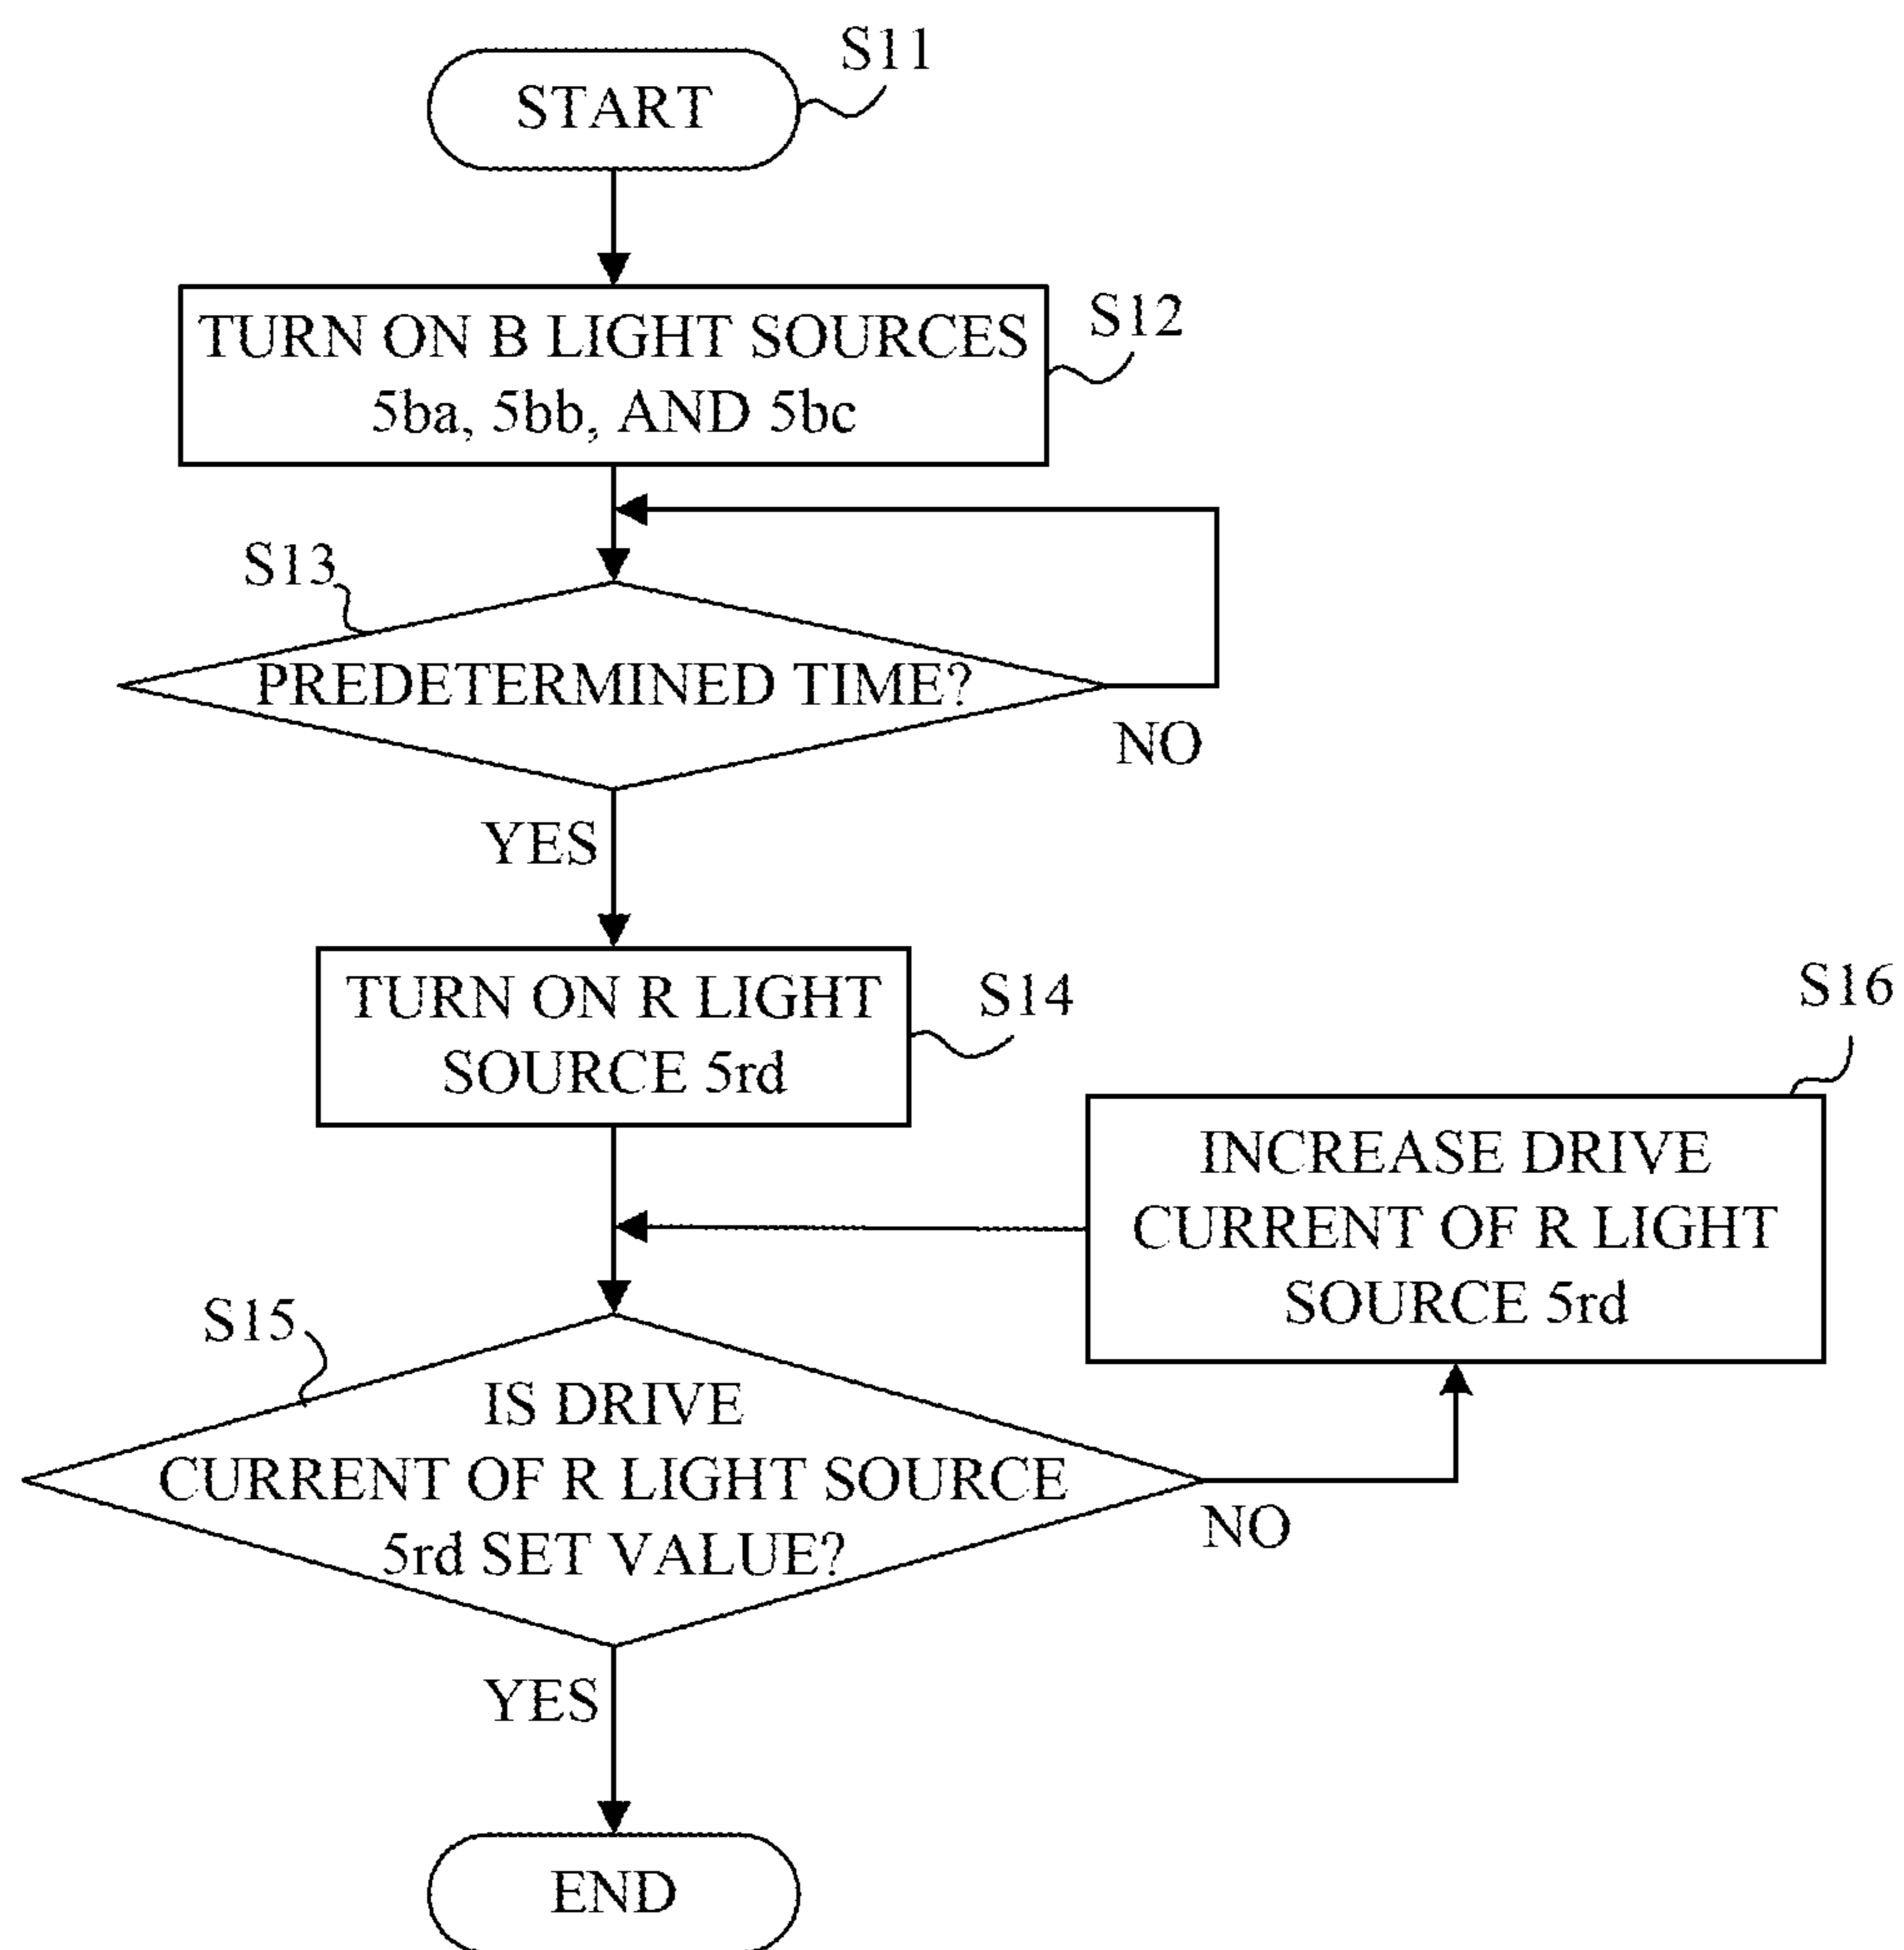 S11
START
S12
TURN ON B LIGHT SOURCES
5ba, 5bb, AND 5bc
S13
PREDETERMINED TIME?
NO
YES
TURN ON R LIGHT
SOURCE 5rd
S14
S16
INCREASE DRIVE
CURRENT OF R LIGHT
SOURCE 5rd
S15
IS DRIVE
CURRENT OF R LIGHT SOURCE
5rd SET VALUE?
NO
YES
END